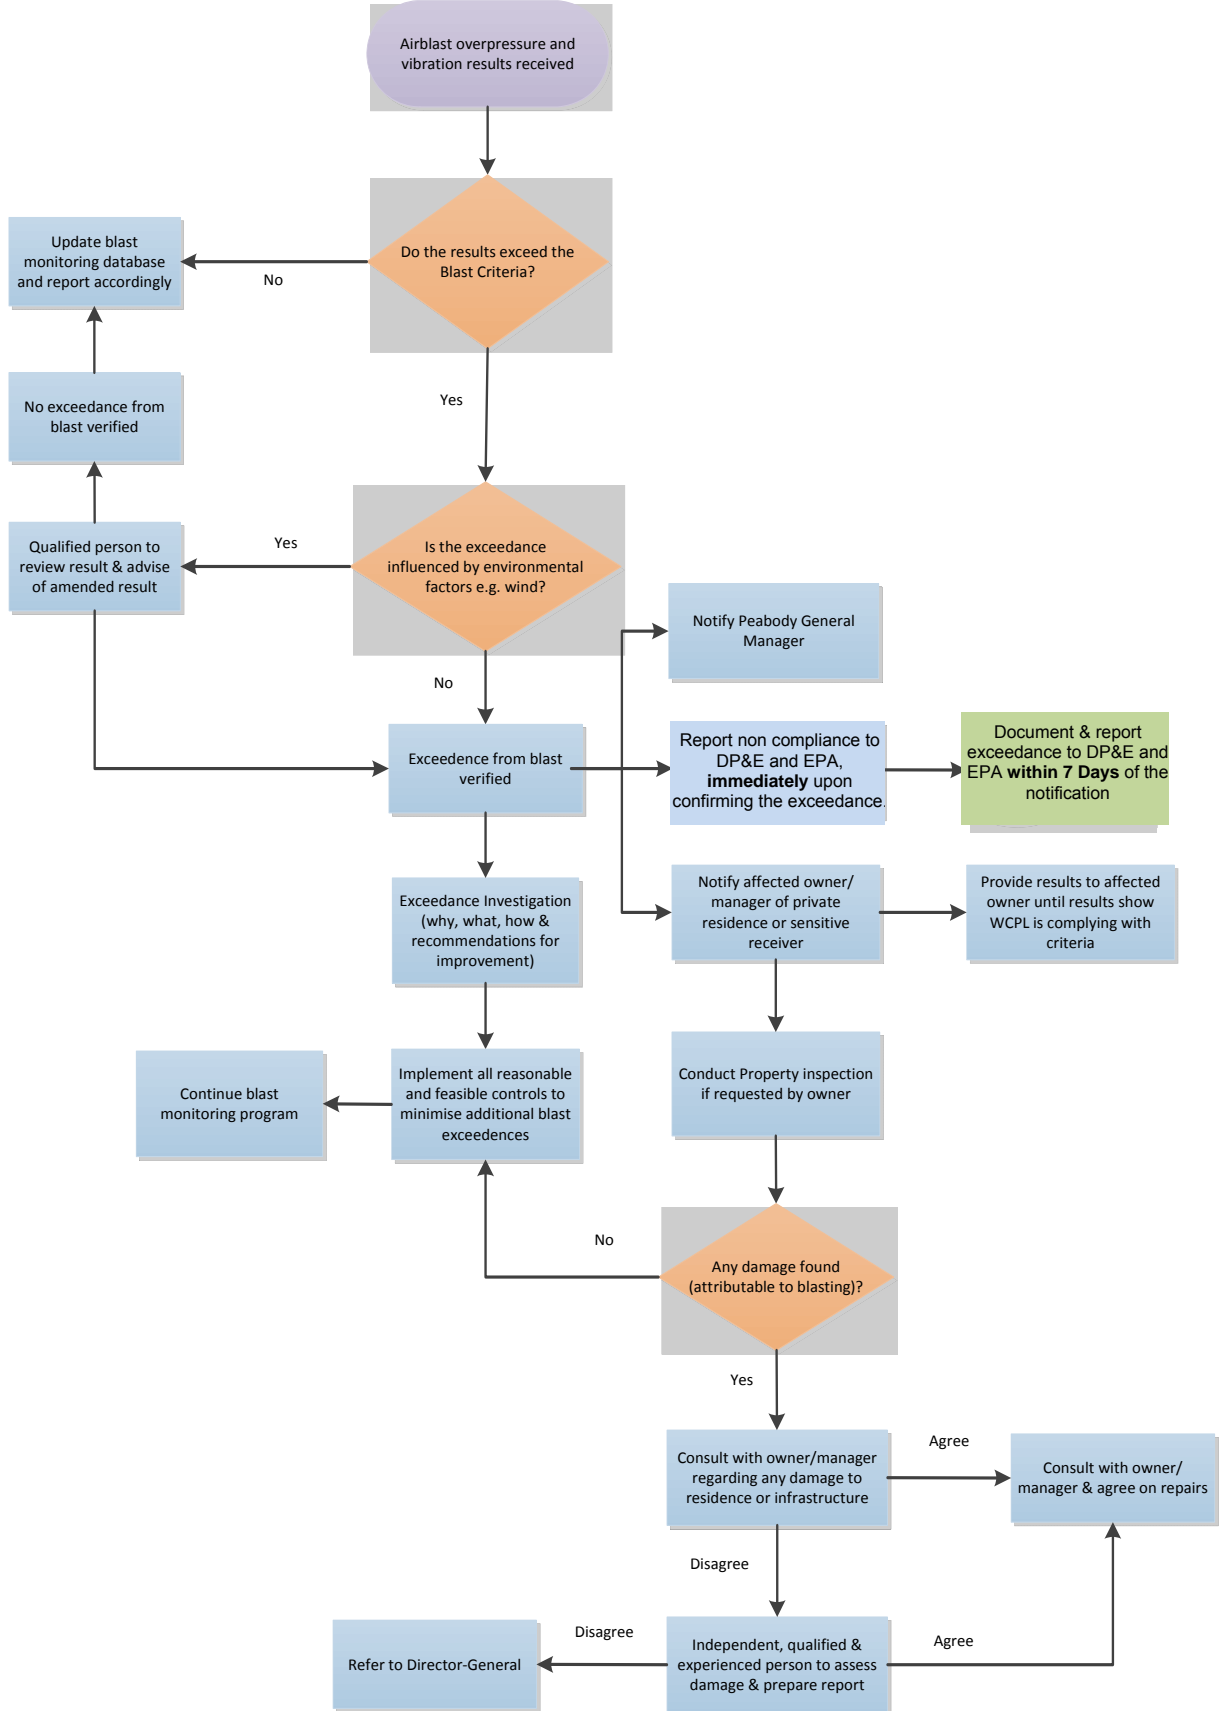 Airblast overpressure and
vibration results received
Do the results exceed the
Blast Criteria?
No
Update blast
monitoring database
and report accordingly
Yes
No exceedance from
blast verified
Is the exceedance
influenced by environmental
factors e.g. wind?
Yes
Qualified person to
review result & advise
of amended result
No
Notify Peabody General
Manager
Exceedence from blast
verified
Report non compliance to
DP&E and EPA,
immediately upon
confirming the exceedance.
Document & report
exceedance to DP&E and
EPA within 7 Days of the
notification
Exceedance Investigation
(why, what, how &
recommendations for
improvement)
Notify affected owner/
manager of private
residence or sensitive
receiver
Provide results to affected
owner until results show
WCPL is complying with
criteria
Continue blast
monitoring program
Implement all reasonable
and feasible controls to
minimise additional blast
exceedences
Conduct Property inspection
if requested by owner
No
Any damage found
(attributable to blasting)?
Yes
Consult with owner/manager
regarding any damage to
residence or infrastructure
Agree
Consult with owner/
manager & agree on repairs
Disagree
Refer to Director-General
Disagree
Independent, qualified &
experienced person to assess
damage & prepare report
Agree